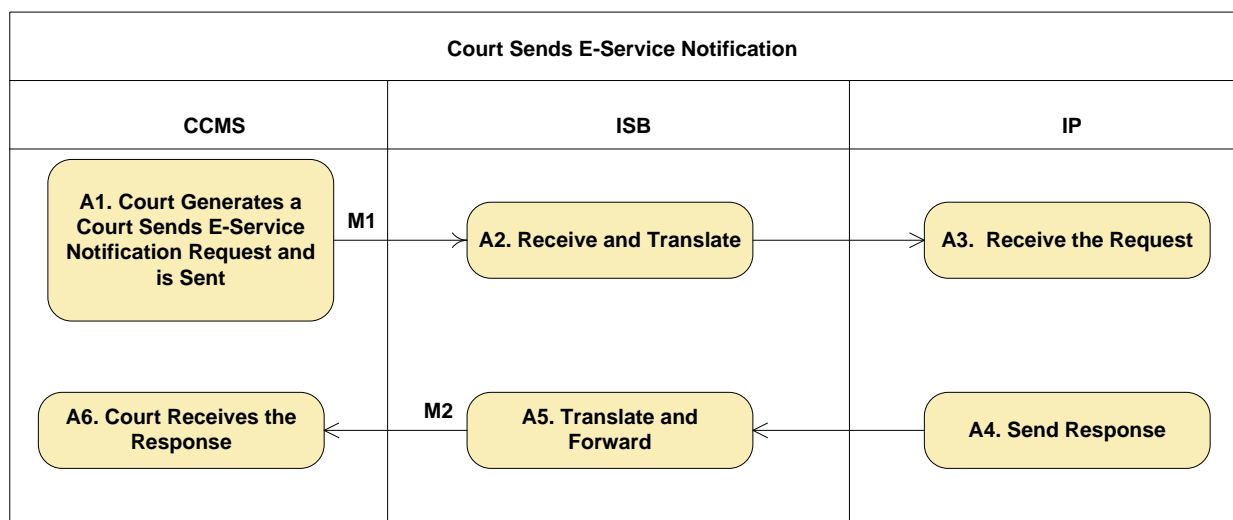 Court Sends E-Service Notification
CCMS
ISB
IP
A1. Court Generates a
Court Sends E-Service
Notification Request and
is Sent
M1
A2. Receive and Translate
A3.  Receive the Request
A6. Court Receives the
Response
M2
A5. Translate and
Forward
A4. Send Response